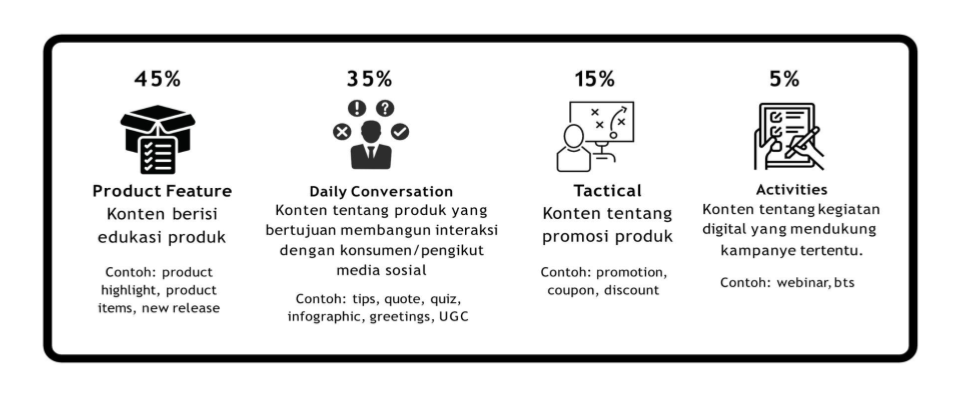 45%
Product Feature
Konten berisi
edukasi produk
Contoh: product
highlight, product
items, new release
35%
Daily Conversation
Konten tentang produk yang
bertujuan membangun interaksi
dengan konsumen/pengikut
media sosial
Contoh: tips, quote, quiz,
infographic, greetings, UGC
15%
Tactical
Konten tentang
promosi produk
Contoh: promotion,
coupon, discount
5%
Activities
Konten tentang kegiatan
digital yang mendukung
kampanye tertentu.
Contoh: webinar, bts